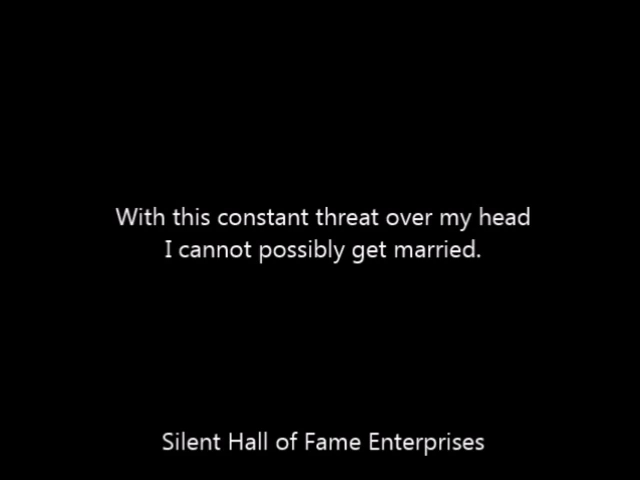 With this constant threat over my head
I cannot possibly get married.
Silent Hall of Fame Enterprises